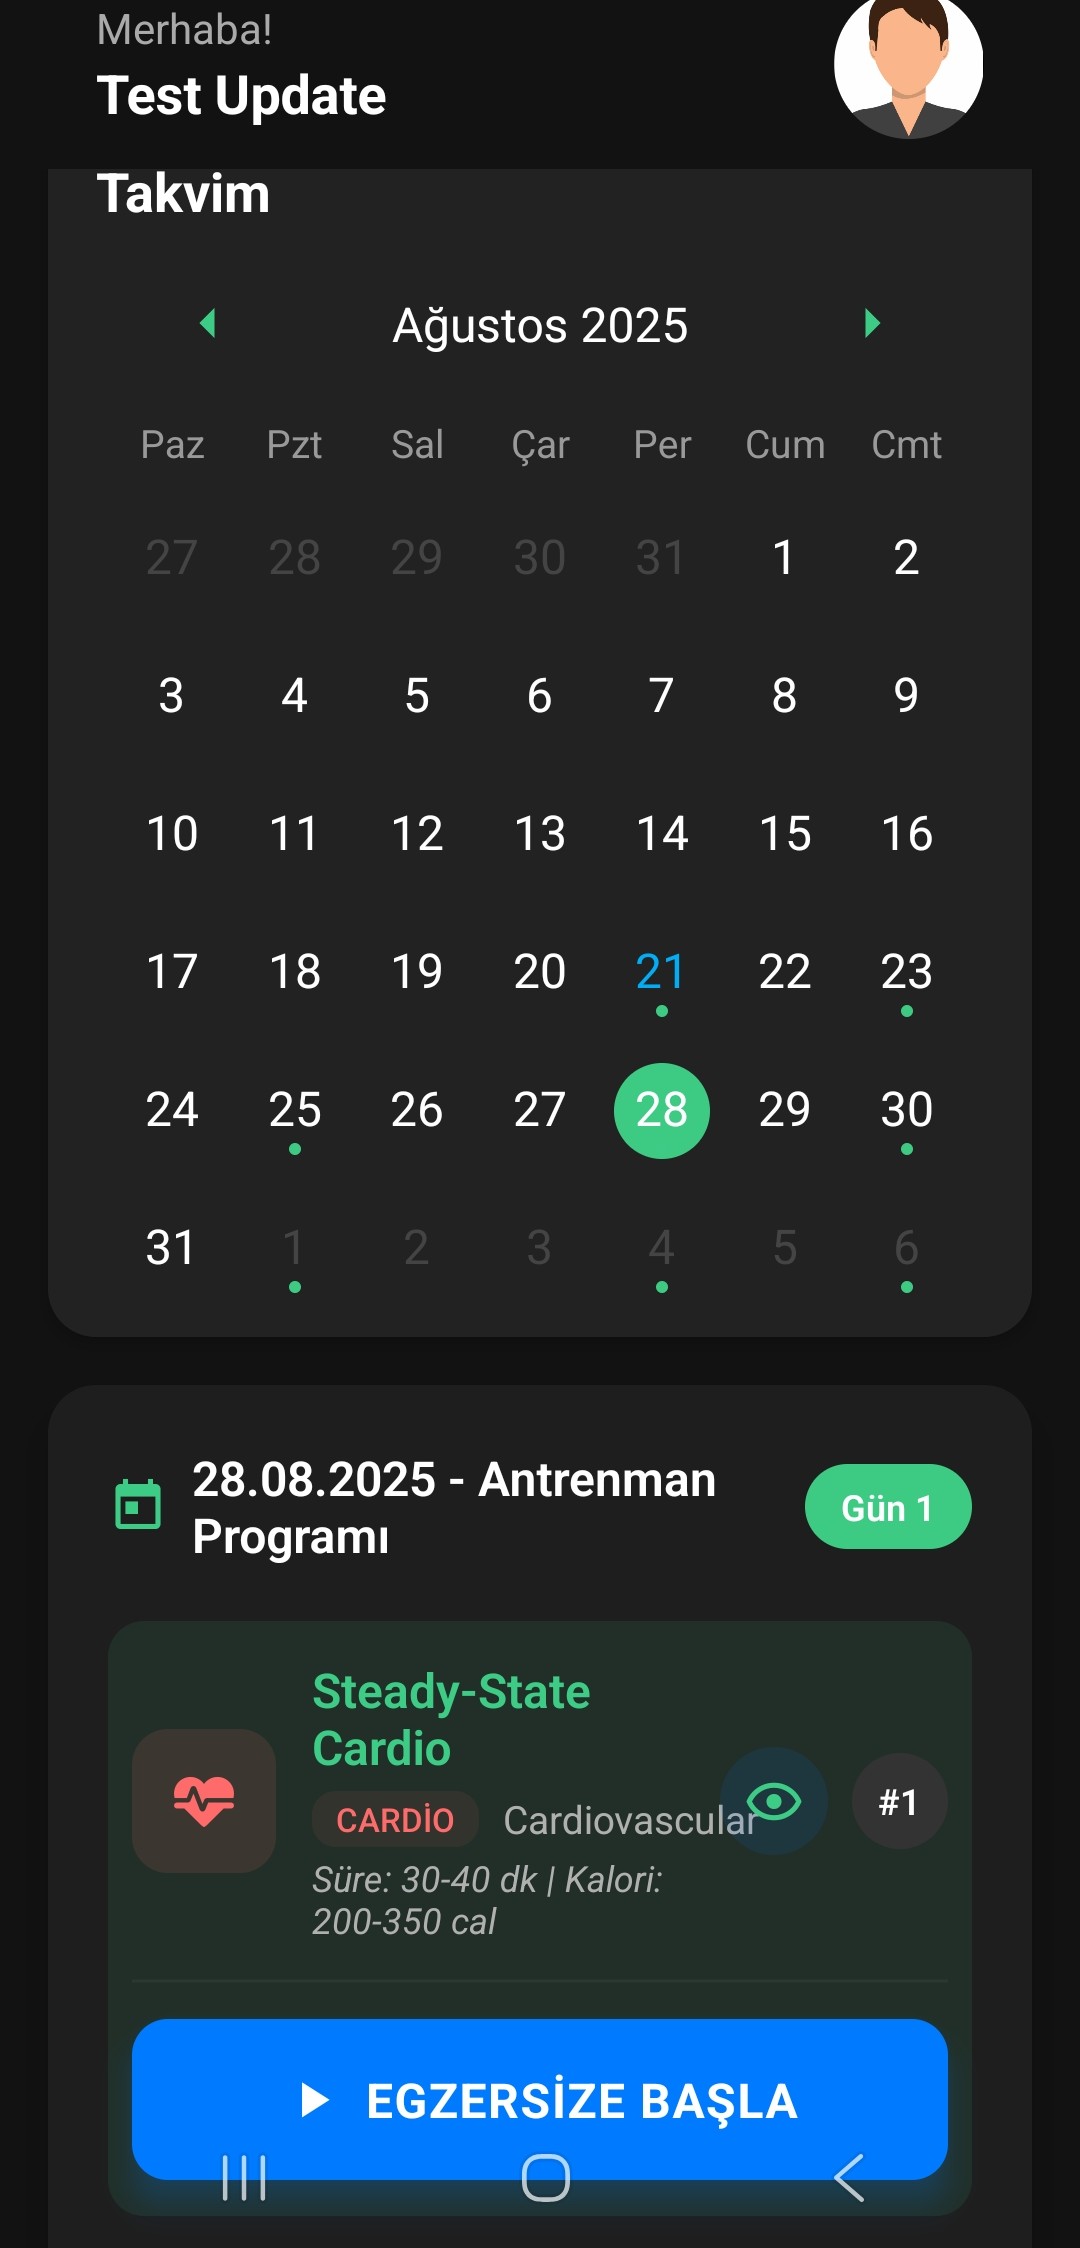 Merhaba!
Test Update
Takvim
Ağustos 2025
Paz Pzt Sal Çar Per Cum Cmt
27 28 29 30 31 1 2
3 4 5 6 7 8 9
10 11 12 13 14 15 16
17 18 19 20 21 22 23
24 25 26 27 28 29 30
31 1 2 3 4 5 6
28.08.2025 - Antrenman
Programı
Gün 1
Steady-State
Cardio
CARDİO Cardiovascular
#1
Süre: 30-40 dk | Kalori:
200-350 cal
EGZERSİZE BAŞLA